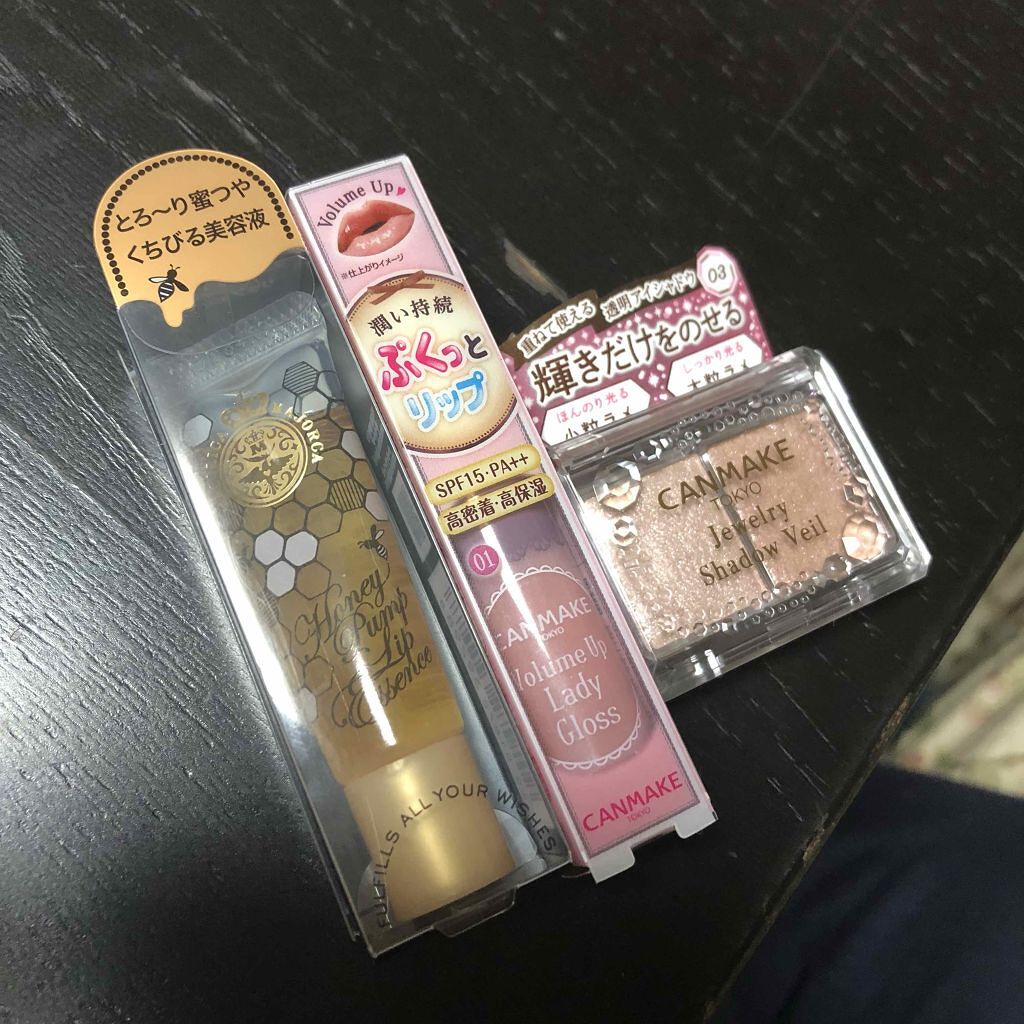 とろ〜り蜜つや
くちびる美容液
MAJORCA
Honey
Pump
Lip
Essence
FULFILLS ALL YOUR WISHES
Volume Up
※仕上がりイメージ
潤い持続
ぷくっと
リップ
SPF15・PA++
高密着・高保湿
01
CANMAKE
TOKYO
Volume Up
Lady
Gloss
CANMAKE
TOKYO
重ねて使える 透明アイシャドウ 03
輝きだけをのせる
ほんのり光る
小粒ラメ
しっかり光る
大粒ラメ
CANMAKE
TOKYO
Jewelry
Shadow Veil